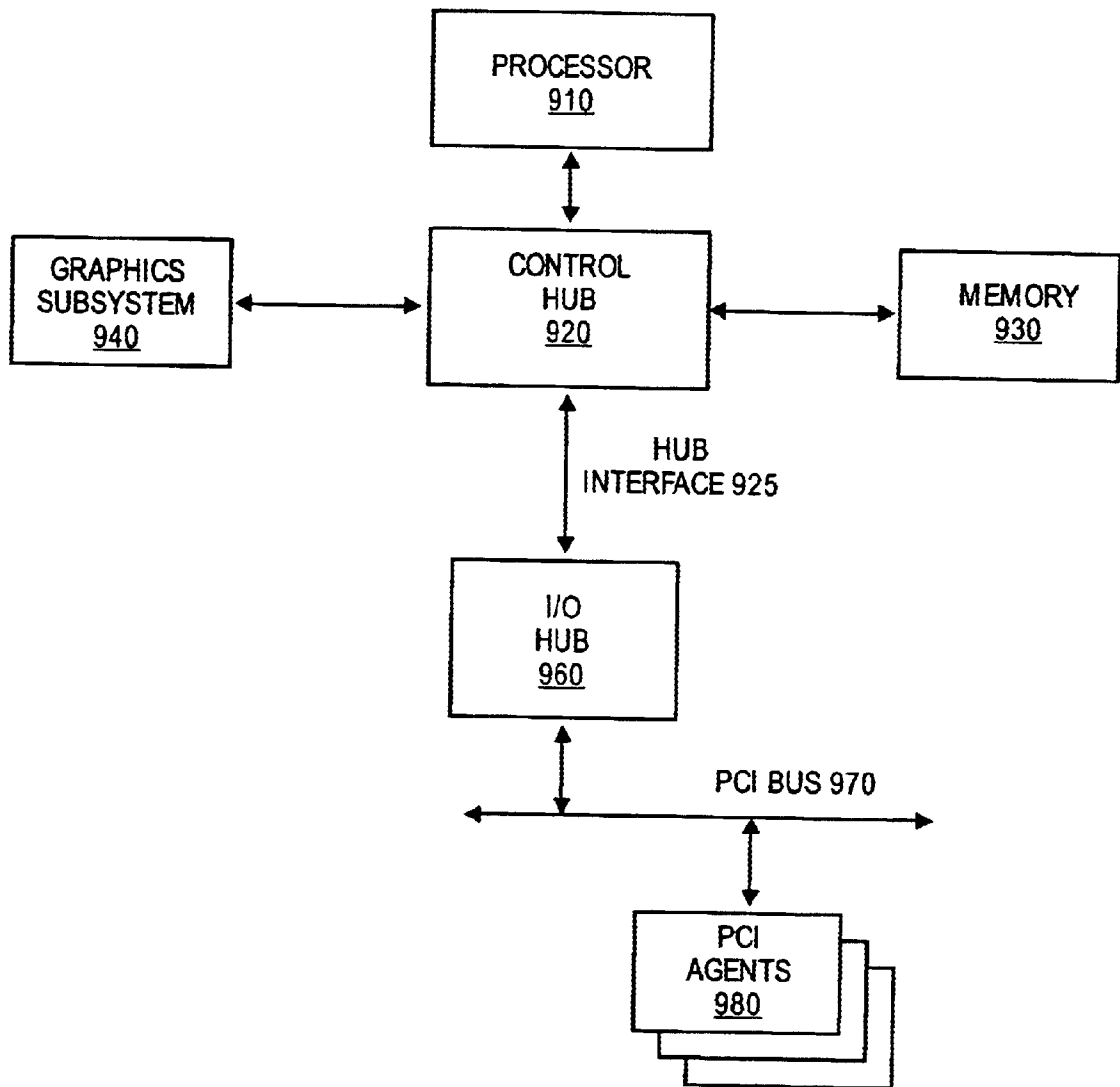 PROCESSOR
910
GRAPHICS
SUBSYSTEM
940
CONTROL
HUB
920
MEMORY
930
HUB
INTERFACE 925
I/O
HUB
960
PCI BUS 970
PCI
AGENTS
980